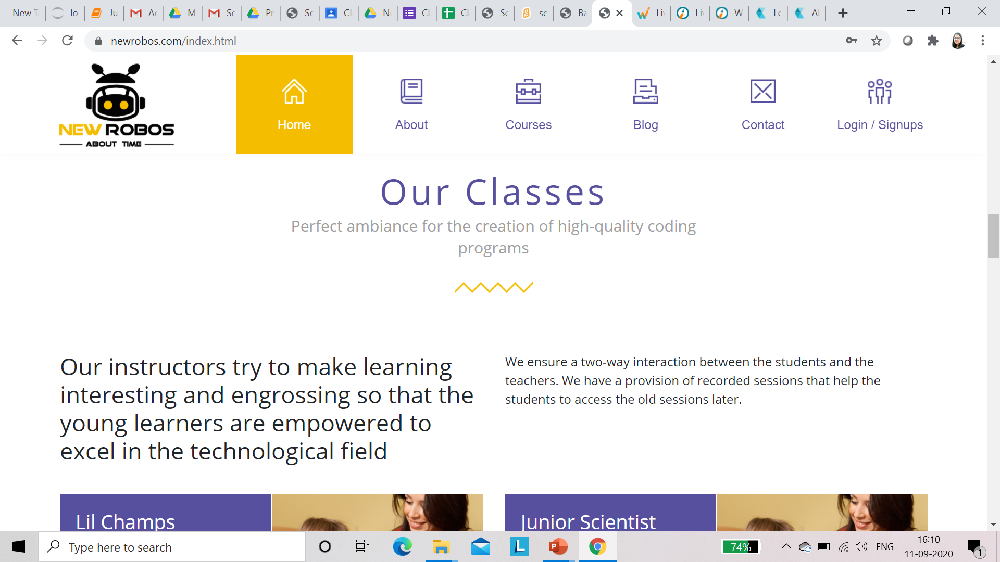 New T
lo
Ju
Ac
M
Se
Pr
Sc
Cl
Ne
Cl
Cl
Sc
se
Ba
Liv
Liv
W
Le
Al
newrobos.com/index.html
NEW ROBOS
ABOUT TIME
Home
About
Courses
Blog
Contact
Login / Signups
Our Classes
Perfect ambiance for the creation of high-quality coding
programs
Our instructors try to make learning
interesting and engrossing so that the
young learners are empowered to
excel in the technological field
We ensure a two-way interaction between the students and the
teachers. We have a provision of recorded sessions that help the
students to access the old sessions later.
Lil Champs
Junior Scientist
Type here to search
74%
ENG
16:10
11-09-2020
1